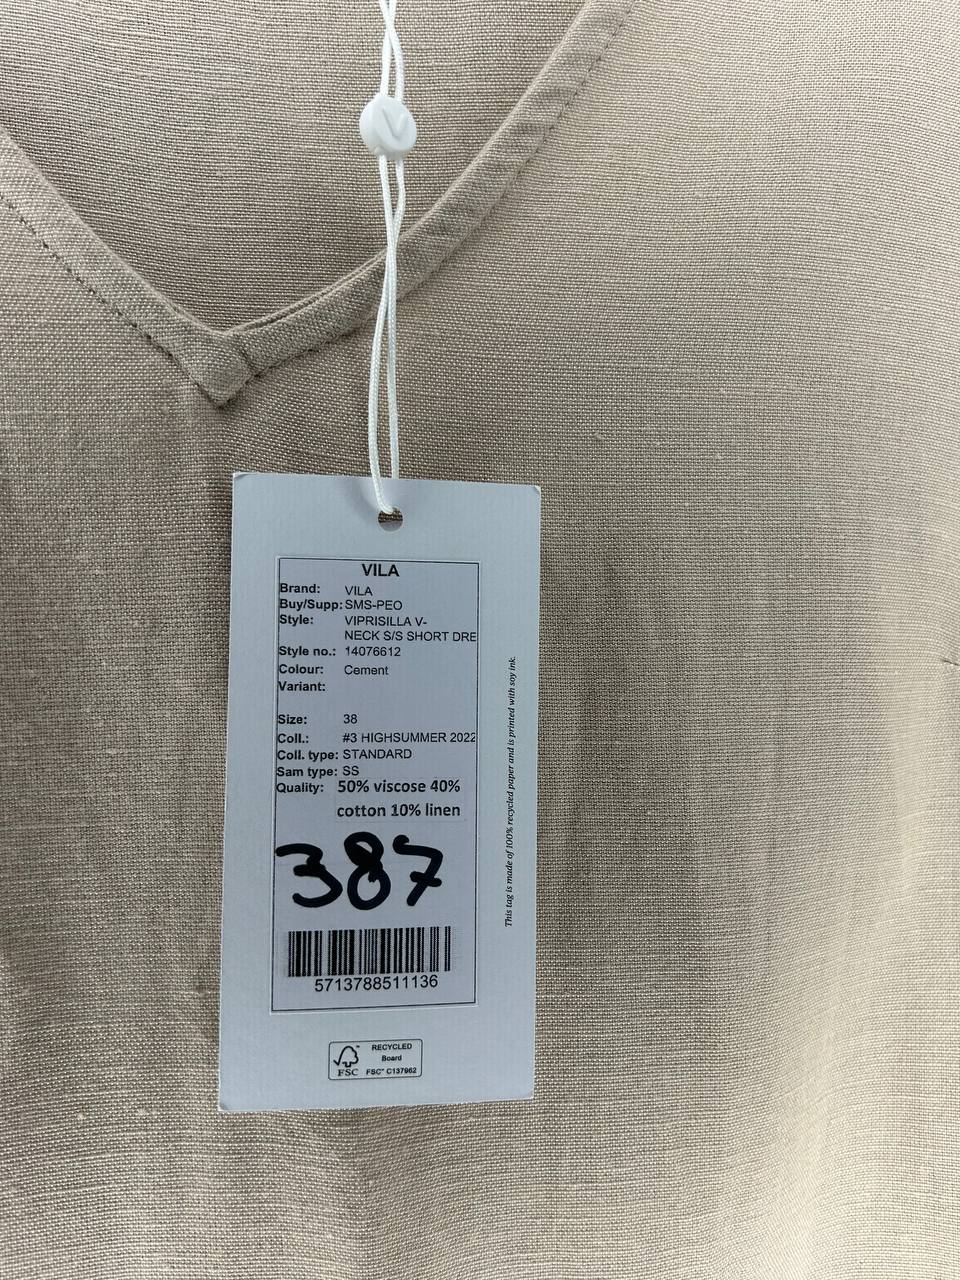 V
VILA
Brand: VILA
Buy/Supp: SMS-PEO
Style: VIPRISILLA V-
NECK S/S SHORT DRE
Style no.: 14076612
Colour: Cement
Variant:
Size: 38
Coll.: #3 HIGHSUMMER 2022
Coll. type: STANDARD
Sam type: SS
Quality: 50% viscose 40%
cotton 10% linen
387
5713788511136
This tag is made of 100% recycled paper and is printed with soy ink.
FSC™
RECYCLED
Board
FSC® C137962